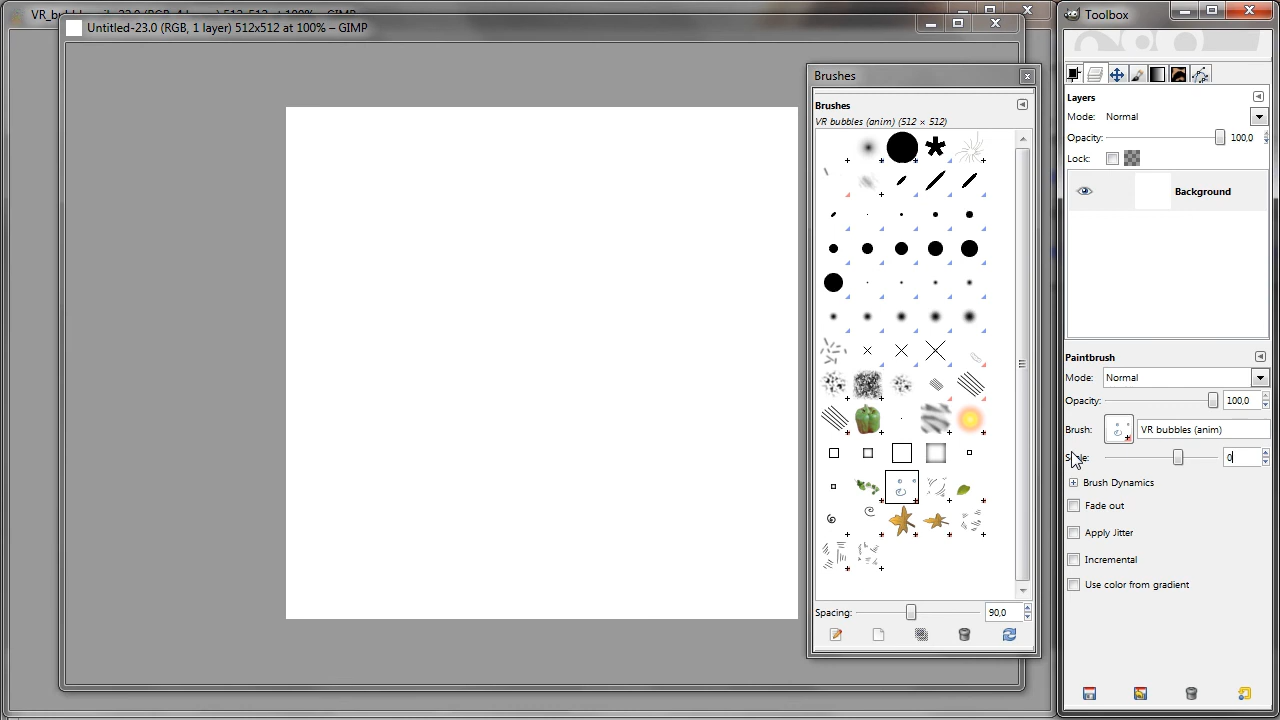 Untitled-23.0 (RGB, 1 layer) 512x512 at 100% – GIMP
Brushes
Brushes
VR bubbles (anim) (512 × 512)
Spacing:
90,0
Toolbox
Layers
Mode: Normal
Opacity: 100,0
Lock:
Background
Paintbrush
Mode: Normal
Opacity: 100,0
Brush: VR bubbles (anim)
0
Brush Dynamics
Fade out
Apply Jitter
Incremental
Use color from gradient